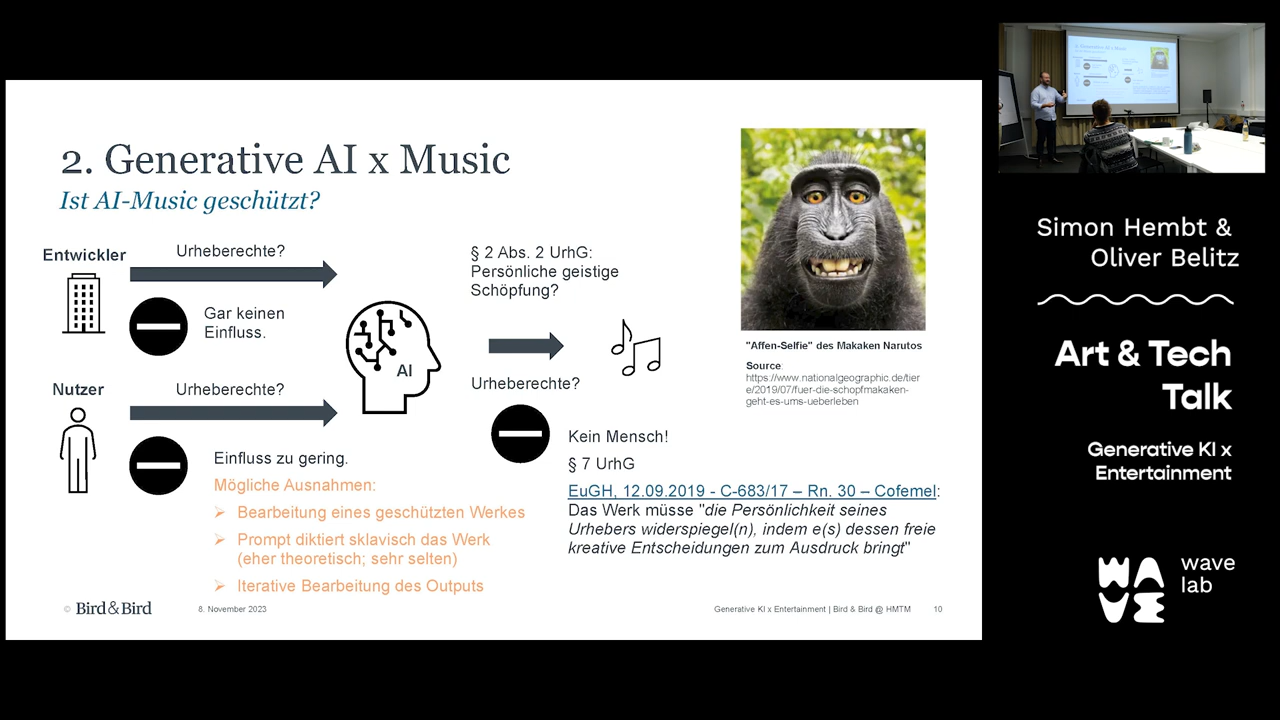 2. Generative AI x Music
Ist AI-Music geschützt?
Entwickler
Urheberechte?
Gar keinen
Einfluss.
Nutzer
Urheberechte?
Einfluss zu gering.
Mögliche Ausnahmen:
Bearbeitung eines geschützten Werkes
Prompt diktiert sklavisch das Werk
(eher theoretisch; sehr selten)
Iterative Bearbeitung des Outputs
AI
§ 2 Abs. 2 UrhG:
Persönliche geistige
Schöpfung?
Urheberechte?
Kein Mensch!
§ 7 UrhG
EuGH, 12.09.2019 - C-683/17 – Rn. 30 – Cofemel:
Das Werk müsse "die Persönlichkeit seines
Urhebers widerspiegel(n), indem e(s) dessen freie
kreative Entscheidungen zum Ausdruck bringt"
"Affen-Selfie" des Makaken Narutos
Source:
https://www.nationalgeographic.de/tier
e/2019/07/fuer-die-schopfmakaken-
geht-es-ums-ueberleben
© Bird & Bird
8. November 2023
Generative KI x Entertainment | Bird & Bird @ HMTM
10
Simon Hembt &
Oliver Belitz
Art & Tech
Talk
Generative KI x
Entertainment
WAVE
wave
lab